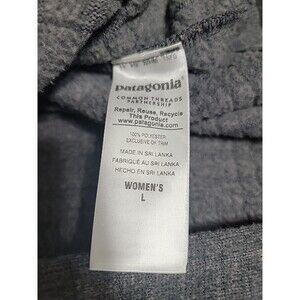 patagonia®
COMMON THREADS
PARTNERSHIP
Repair, Reuse, Recycle
This Product
www.patagonia.com
100% POLYESTER
EXCLUSIVE OF TRIM
MADE IN SRI LANKA
FABRIQUÉ AU SRI LANKA
HECHO EN SRI LANKA
WOMEN'S
L